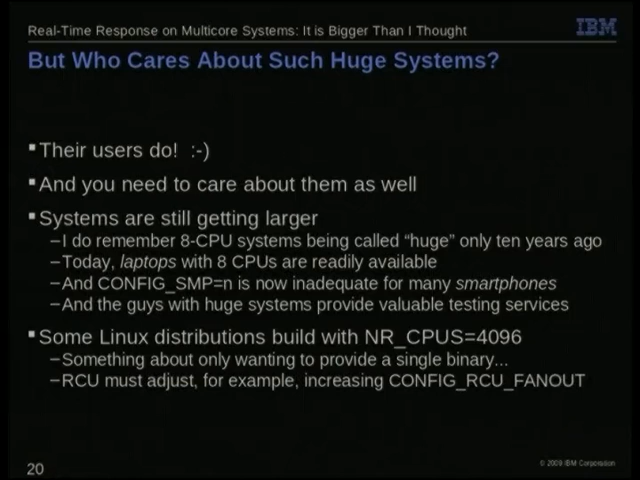 Real-Time Response on Multicore Systems: It is Bigger Than I Thought
IBM
But Who Cares About Such Huge Systems?
▪Their users do!  :-)
▪And you need to care about them as well
▪Systems are still getting larger
–I do remember 8-CPU systems being called “huge” only ten years ago
–Today, laptops with 8 CPUs are readily available
–And CONFIG_SMP=n is now inadequate for many smartphones
–And the guys with huge systems provide valuable testing services
▪Some Linux distributions build with NR_CPUS=4096
–Something about only wanting to provide a single binary...
–RCU must adjust, for example, increasing CONFIG_RCU_FANOUT
20
© 2009 IBM Corporation